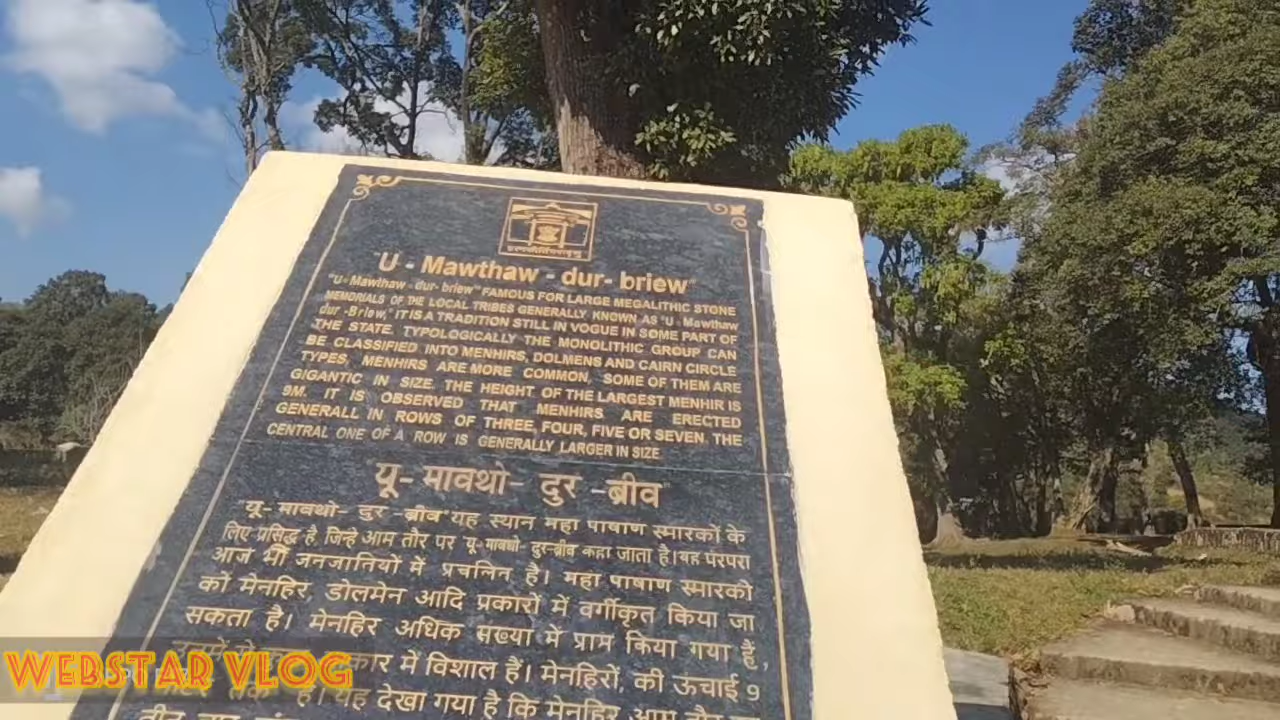 "U - Mawthaw - dur- briew"
"U- Mawthaw - dur- briew" FAMOUS FOR LARGE MEGALITHIC STONE
MEMORIALS OF THE LOCAL TRIBES GENERALLY KNOWN AS "U - Mawthaw
dur -Briew," IT IS A TRADITION STILL IN VOGUE IN SOME PART OF
THE STATE. TYPOLOGICALLY THE MONOLITHIC GROUP CAN
BE CLASSIFIED INTO MENHIRS, DOLMENS AND CAIRN CIRCLE
TYPES, MENHIRS ARE MORE COMMON, SOME OF THEM ARE
GIGANTIC IN SIZE. THE HEIGHT OF THE LARGEST MENHIR IS
9M. IT IS OBSERVED THAT MENHIRS ARE ERECTED
GENERALL IN ROWS OF THREE, FOUR, FIVE OR SEVEN. THE
CENTRAL ONE OF A ROW IS GENERALLY LARGER IN SIZE.
यू- मावथो- दुर -ब्रीव"
"यू- मावथो- दुर -ब्रीव" यह स्थान महा पाषाण स्मारकों के
लिए प्रसिद्ध है, जिन्हे आम तौर पर यू-मावथो- दुर-ब्रीव कहा जाता है। वह परंपरा
आज भी जनजातियों में प्रचलिन है। महा पाषाण स्मारको
को मेनहिर, डोलमेन आदि प्रकारों में वर्गीकृत किया जा
सकता है। मेनहिर अधिक संख्या में प्राम किया गया हैं,
में विशाल हैं। मेनहिरों, की ऊंचाई 9
है। यह देखा गया है कि मेनहिर आम तौर
WEBSTAR VLOG